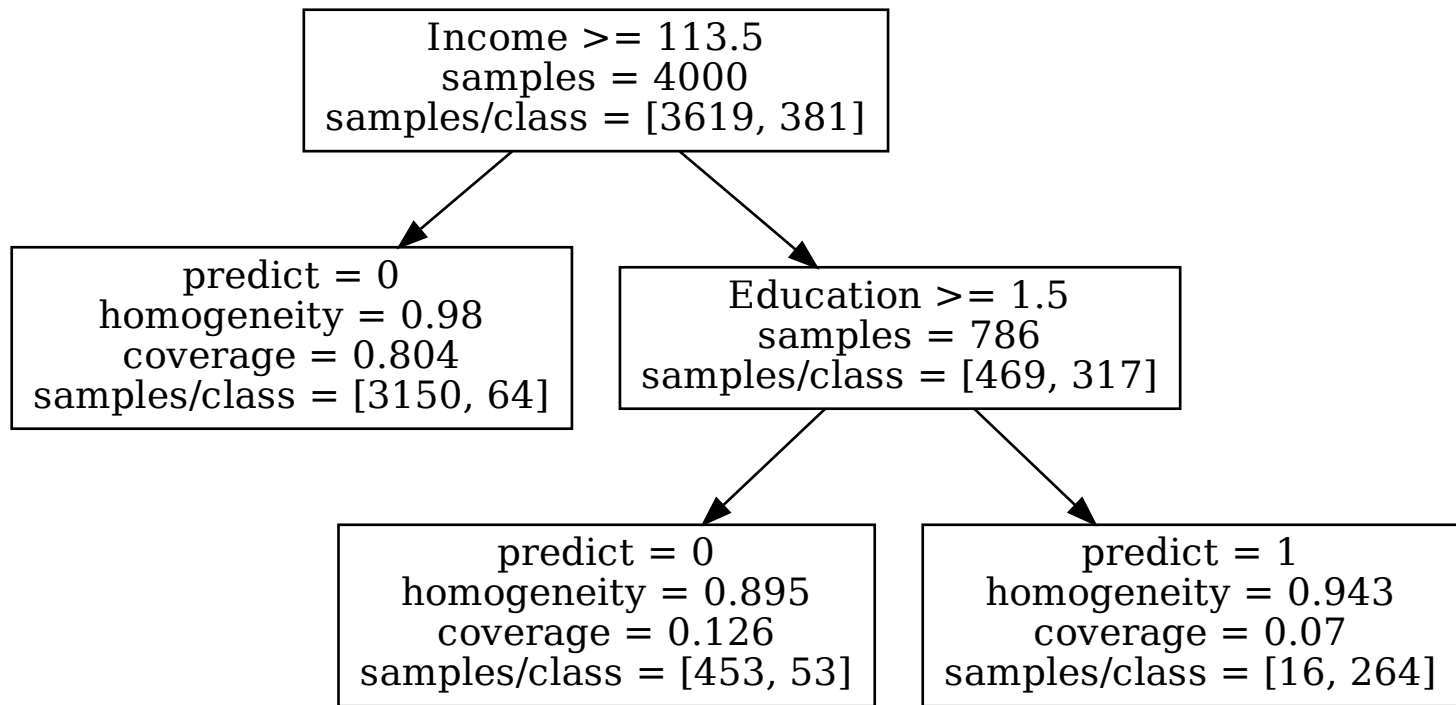 Income >= 113.5
samples = 4000
samples/class = [3619, 381]
predict = 0
homogeneity = 0.98
coverage = 0.804
samples/class = [3150, 64]
Education >= 1.5
samples = 786
samples/class = [469, 317]
predict = 0
homogeneity = 0.895
coverage = 0.126
samples/class = [453, 53]
predict = 1
homogeneity = 0.943
coverage = 0.07
samples/class = [16, 264]